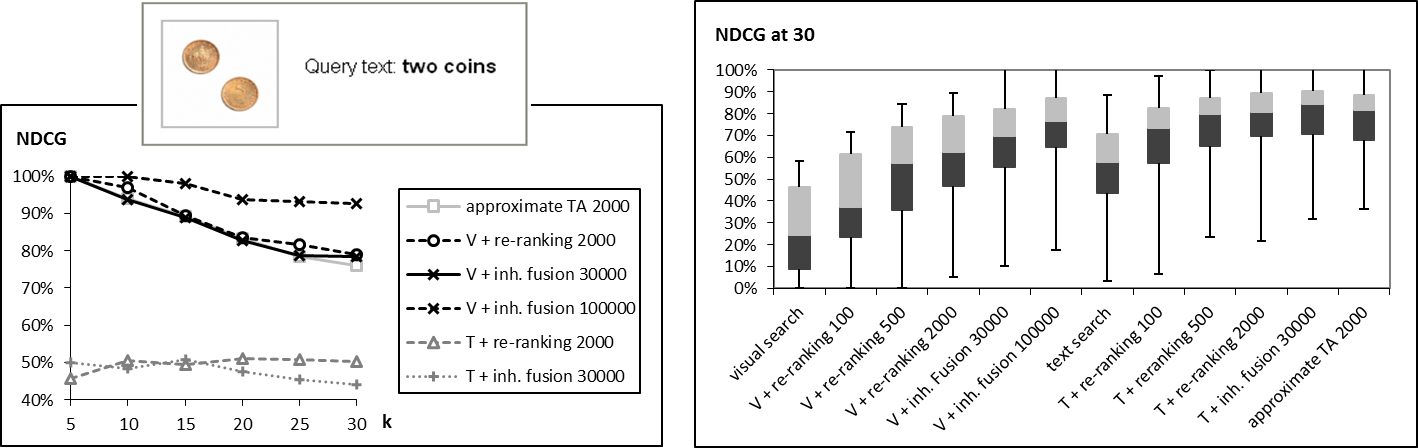 Query text: two coins
NDCG
100%
90%
80%
70%
60%
50%
40%
5 10 15 20 25 30 k
approximate TA 2000
V + re-ranking 2000
V + inh. fusion 30000
V + inh. fusion 100000
T + re-ranking 2000
T + inh. fusion 30000
NDCG at 30
100%
90%
80%
70%
60%
50%
40%
30%
20%
10%
0%
visual search
V + re-ranking 100
V + re-ranking 500
V + re-ranking 2000
V + inh. Fusion 30000
V + inh. fusion 100000
text search
T + re-ranking 100
T + reranking 500
T + re-ranking 2000
T + inh. fusion 30000
approximate TA 2000